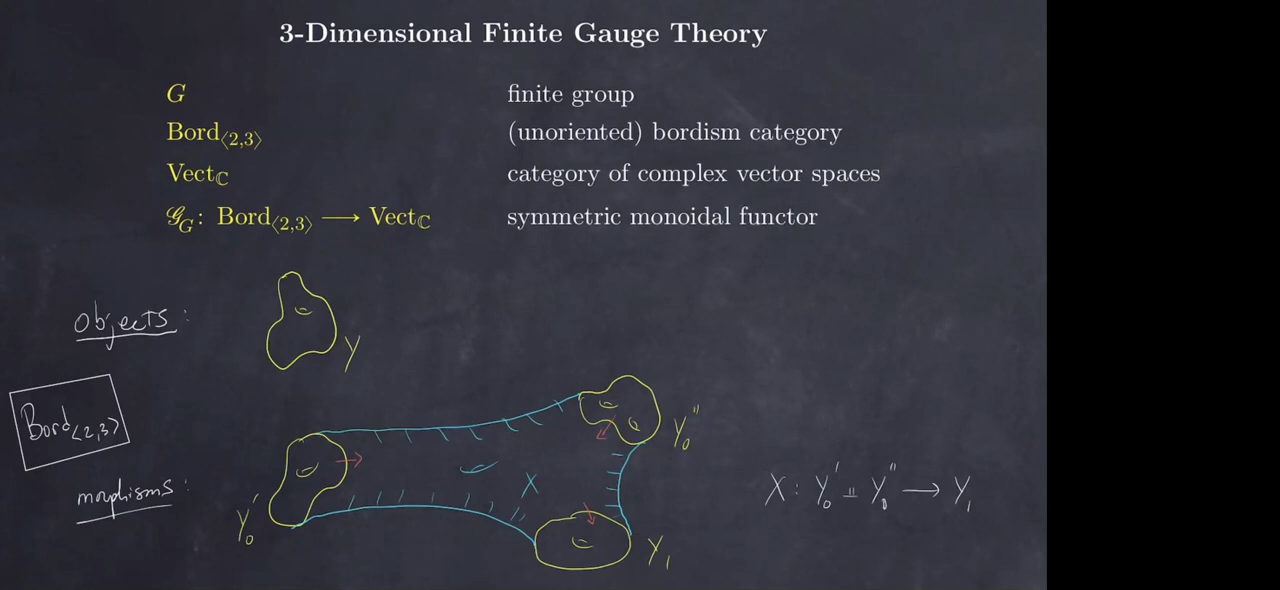 3-Dimensional Finite Gauge Theory
G finite group
Bord⟨2,3⟩ (unoriented) bordism category
Vectℂ category of complex vector spaces
𝒢G : Bord⟨2,3⟩ ⟶ Vectℂ symmetric monoidal functor
objects:
Y
Bord⟨2,3⟩
Y₀″
morphisms:
X
X : Y₀′ ⨿ Y₀″ ⟶ Y₁
Y₀′
Y₁